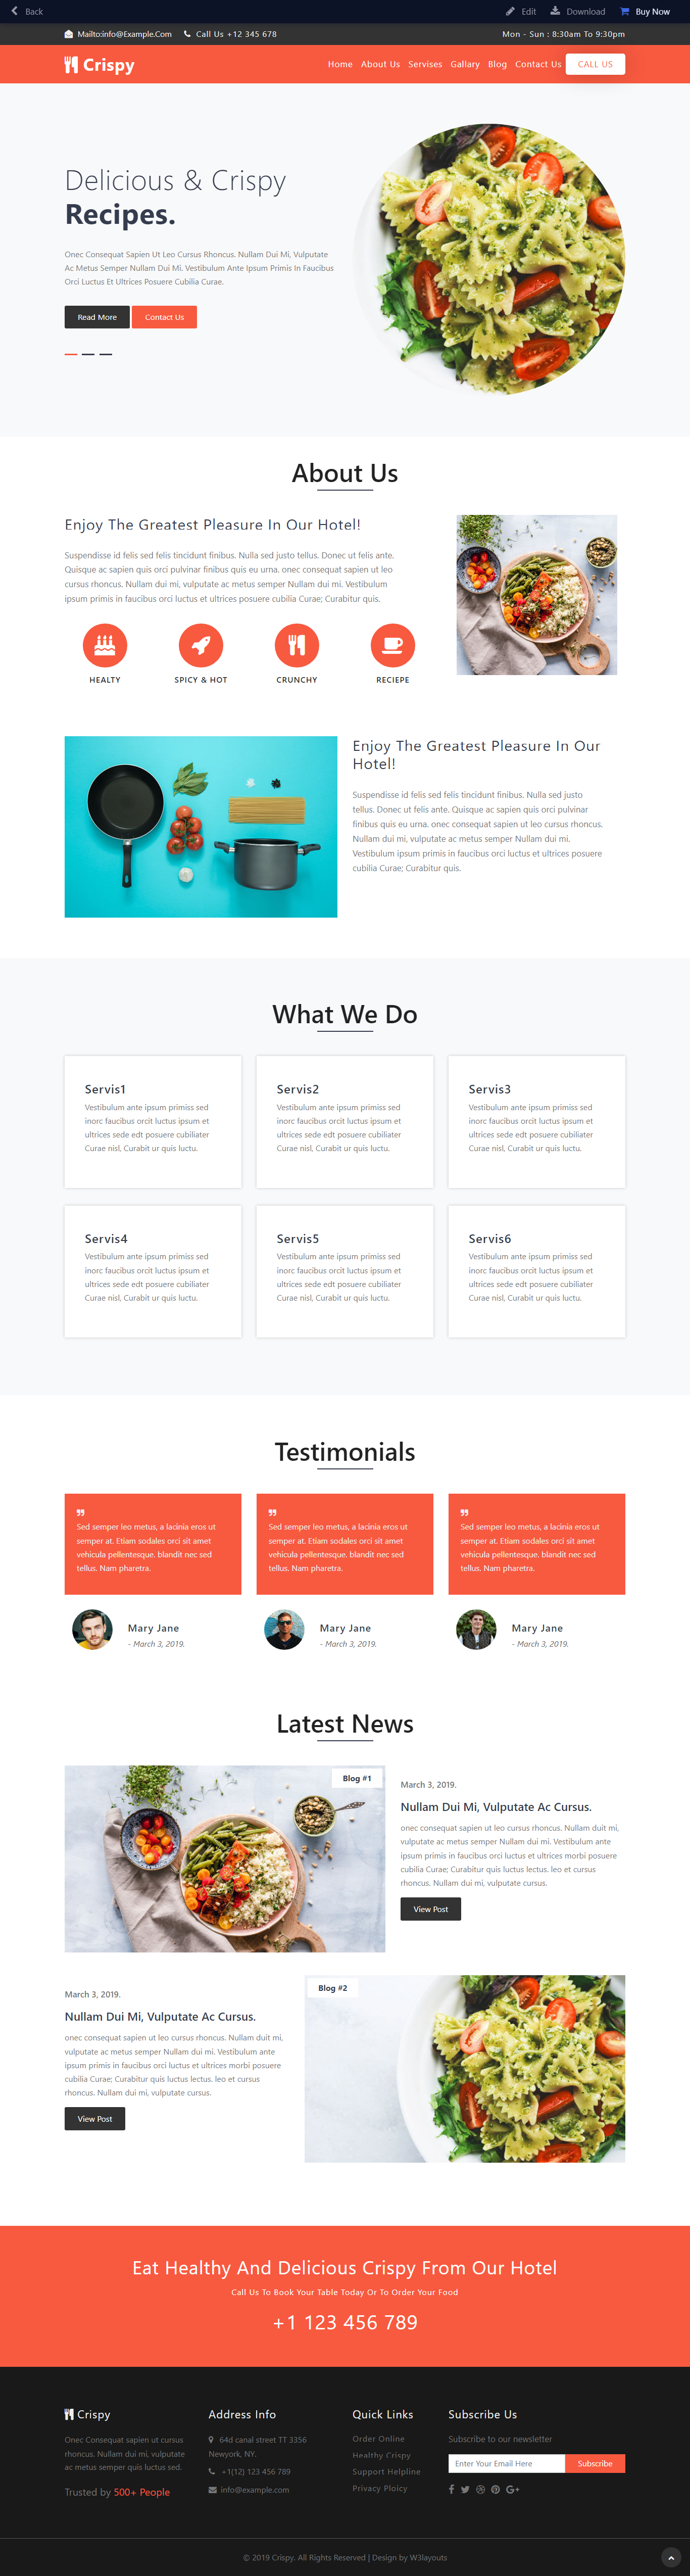 Back
Edit Download Buy Now
Mailto:info@Example.Com Call Us +12 345 678
Mon - Sun : 8:30am To 9:30pm
Crispy
Home About Us Servises Gallary Blog Contact Us CALL US
Delicious & Crispy
Recipes.
Onec Consequat Sapien Ut Leo Cursus Rhoncus. Nullam Dui Mi, Vulputate
Ac Metus Semper Nullam Dui Mi. Vestibulum Ante Ipsum Primis In Faucibus
Orci Luctus Et Ultrices Posuere Cubilia Curae.
Read More Contact Us
About Us
Enjoy The Greatest Pleasure In Our Hotel!
Suspendisse id felis sed felis tincidunt finibus. Nulla sed justo tellus. Donec ut felis ante.
Quisque ac sapien quis orci pulvinar finibus quis eu urna. onec consequat sapien ut leo
cursus rhoncus. Nullam dui mi, vulputate ac metus semper Nullam dui mi. Vestibulum
ipsum primis in faucibus orci luctus et ultrices posuere cubilia Curae; Curabitur quis.
HEALTY
SPICY & HOT
CRUNCHY
RECIEPE
Enjoy The Greatest Pleasure In Our
Hotel!
Suspendisse id felis sed felis tincidunt finibus. Nulla sed justo
tellus. Donec ut felis ante. Quisque ac sapien quis orci pulvinar
finibus quis eu urna. onec consequat sapien ut leo cursus rhoncus.
Nullam dui mi, vulputate ac metus semper Nullam dui mi.
Vestibulum ipsum primis in faucibus orci luctus et ultrices posuere
cubilia Curae; Curabitur quis.
What We Do
Servis1
Vestibulum ante ipsum primiss sed
inorc faucibus orcit luctus ipsum et
ultrices sede edt posuere cubiliater
Curae nisl, Curabit ur quis luctu.
Servis2
Vestibulum ante ipsum primiss sed
inorc faucibus orcit luctus ipsum et
ultrices sede edt posuere cubiliater
Curae nisl, Curabit ur quis luctu.
Servis3
Vestibulum ante ipsum primiss sed
inorc faucibus orcit luctus ipsum et
ultrices sede edt posuere cubiliater
Curae nisl, Curabit ur quis luctu.
Servis4
Vestibulum ante ipsum primiss sed
inorc faucibus orcit luctus ipsum et
ultrices sede edt posuere cubiliater
Curae nisl, Curabit ur quis luctu.
Servis5
Vestibulum ante ipsum primiss sed
inorc faucibus orcit luctus ipsum et
ultrices sede edt posuere cubiliater
Curae nisl, Curabit ur quis luctu.
Servis6
Vestibulum ante ipsum primiss sed
inorc faucibus orcit luctus ipsum et
ultrices sede edt posuere cubiliater
Curae nisl, Curabit ur quis luctu.
Testimonials
Sed semper leo metus, a lacinia eros ut
semper at. Etiam sodales orci sit amet
vehicula pellentesque. blandit nec sed
tellus. Nam pharetra.
Mary Jane
- March 3, 2019.
Sed semper leo metus, a lacinia eros ut
semper at. Etiam sodales orci sit amet
vehicula pellentesque. blandit nec sed
tellus. Nam pharetra.
Mary Jane
- March 3, 2019.
Sed semper leo metus, a lacinia eros ut
semper at. Etiam sodales orci sit amet
vehicula pellentesque. blandit nec sed
tellus. Nam pharetra.
Mary Jane
- March 3, 2019.
Latest News
Blog #1
March 3, 2019.
Nullam Dui Mi, Vulputate Ac Cursus.
onec consequat sapien ut leo cursus rhoncus. Nullam duit mi,
vulputate ac metus semper Nullam dui mi. Vestibulum ante
ipsum primis in faucibus orci luctus et ultrices morbi posuere
cubilia Curae; Curabitur quis luctus lectus. leo et cursus
rhoncus. Nullam dui mi, vulputate cursus.
View Post
March 3, 2019.
Nullam Dui Mi, Vulputate Ac Cursus.
onec consequat sapien ut leo cursus rhoncus. Nullam duit mi,
vulputate ac metus semper Nullam dui mi. Vestibulum ante
ipsum primis in faucibus orci luctus et ultrices morbi posuere
cubilia Curae; Curabitur quis luctus lectus. leo et cursus
rhoncus. Nullam dui mi, vulputate cursus.
View Post
Blog #2
Eat Healthy And Delicious Crispy From Our Hotel
Call Us To Book Your Table Today Or To Order Your Food
+1 123 456 789
Crispy
Onec Consequat sapien ut cursus
rhoncus. Nullam dui mi, vulputate
ac metus semper quis luctus sed.
Trusted by 500+ People
Address Info
64d canal street TT 3356
Newyork, NY.
+1(12) 123 456 789
info@example.com
Quick Links
Order Online
Healthy Crispy
Support Helpline
Privacy Ploicy
Subscribe Us
Subscribe to our newsletter
Enter Your Email Here Subscribe
© 2019 Crispy. All Rights Reserved | Design by W3layouts